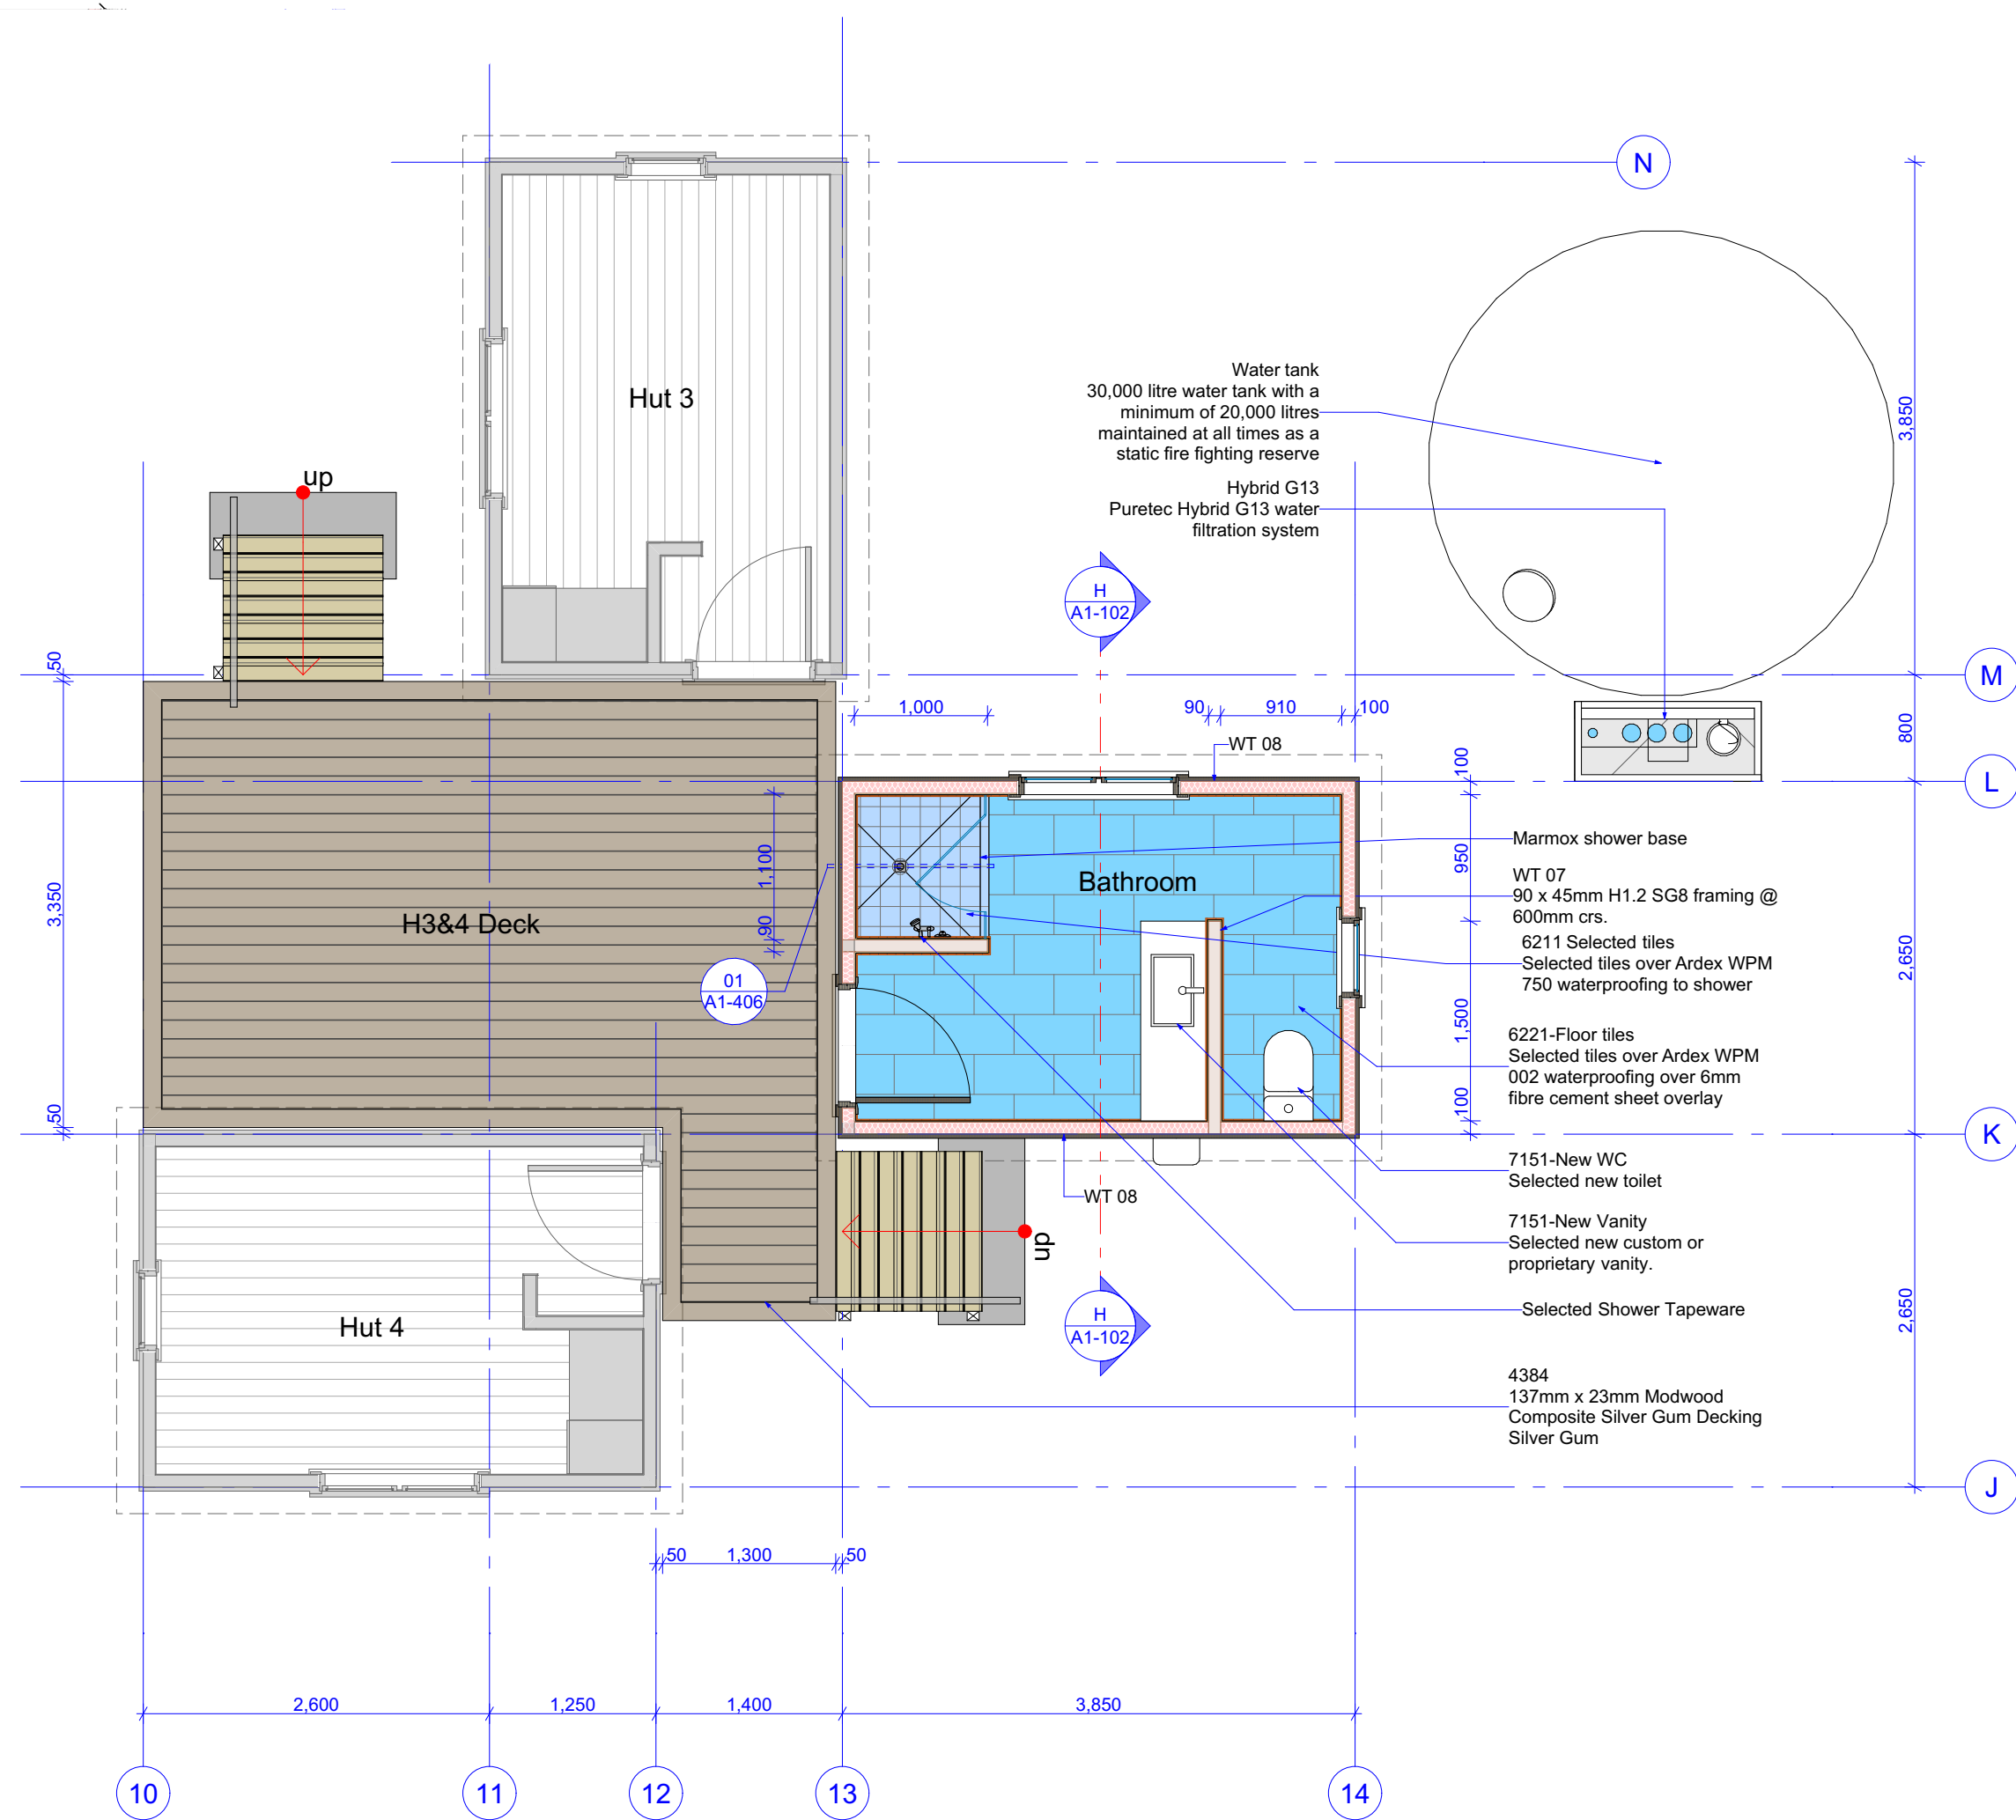 N
Hut 3
Water tank
30,000 litre water tank with a
minimum of 20,000 litres
maintained at all times as a
static fire fighting reserve
Hybrid G13
Puretec Hybrid G13 water
filtration system
3,850
up
H
A1-102
50
M
1,000
90
910
100
WT 08
800
100
L
Marmox shower base
WT 07
90 x 45mm H1.2 SG8 framing @
600mm crs.
6211 Selected tiles
Selected tiles over Ardex WPM
750 waterproofing to shower
6221-Floor tiles
Selected tiles over Ardex WPM
002 waterproofing over 6mm
fibre cement sheet overlay
7151-New WC
Selected new toilet
7151-New Vanity
Selected new custom or
proprietary vanity.
Selected Shower Tapeware
4384
137mm x 23mm Modwood
Composite Silver Gum Decking
Silver Gum
1,100
90
950
1,500
100
2,650
Bathroom
H3&4 Deck
3,350
01
A1-406
50
K
WT 08
up
Hut 4
H
A1-102
2,650
J
50
1,300
50
2,600
1,250
1,400
3,850
10
11
12
13
14